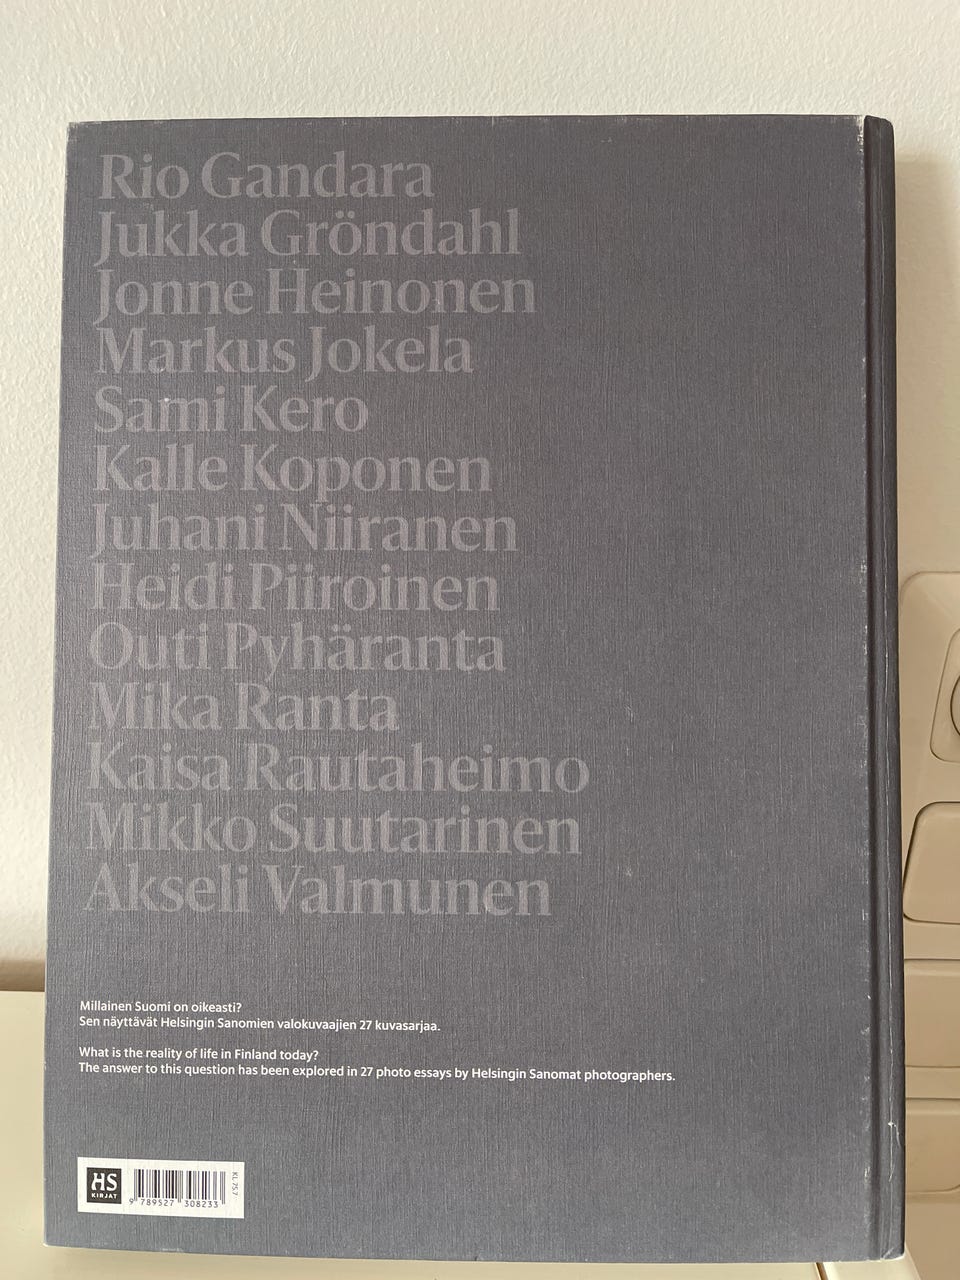 Rio Gandara
Jukka Gröndahl
Jonne Heinonen
Markus Jokela
Sami Kero
Kalle Koponen
Juhani Niiranen
Heidi Piiroinen
Outi Pyhäranta
Mika Ranta
Kaisa Rautaheimo
Mikko Suutarinen
Akseli Valmunen
Millainen Suomi on oikeasti?
Sen näyttävät Helsingin Sanomien valokuvaajien 27 kuvasarjaa.
What is the reality of life in Finland today?
The answer to this question has been explored in 27 photo essays by Helsingin Sanomat photographers.
HS
KIRJAT
9 789527 308233
KL 75.7